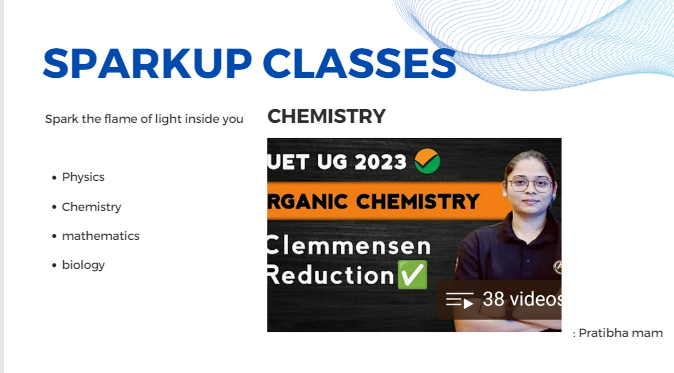 SPARKUP CLASSES
Spark the flame of light inside you
CHEMISTRY
Physics
Chemistry
mathematics
biology
UET UG 2023
RGANIC CHEMISTRY
Clemmensen
Reduction
38 videos
: Pratibha mam